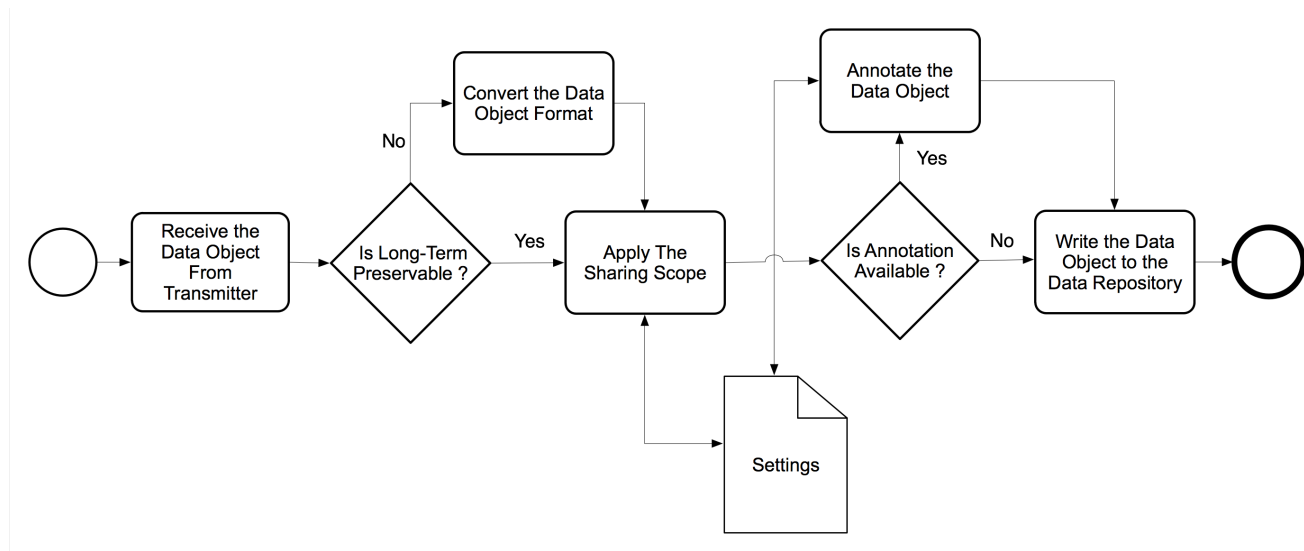 Receive the
Data Object
From
Transmitter
Is Long-Term
Preservable ?
No
Convert the Data
Object Format
Yes
Apply The
Sharing Scope
Settings
Is Annotation
Available ?
Yes
Annotate the
Data Object
No
Write the Data
Object to the
Data Repository